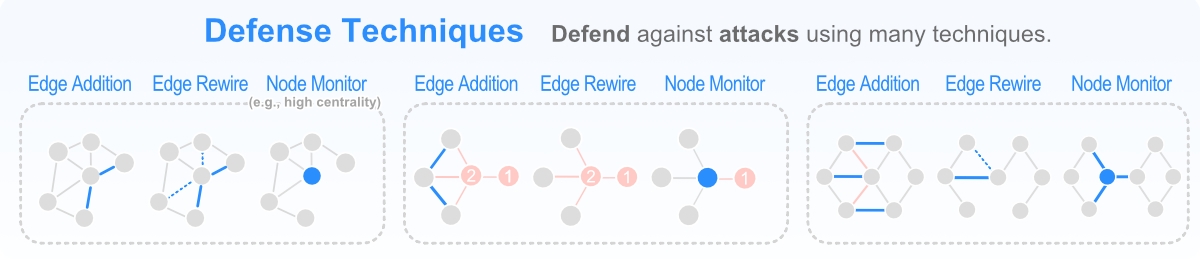 Defense Techniques Defend against attacks using many techniques.
Edge Addition Edge Rewire Node Monitor Edge Addition Edge Rewire Node Monitor Edge Addition Edge Rewire Node Monitor
(e.g., high centrality)
2 1 2 1 1